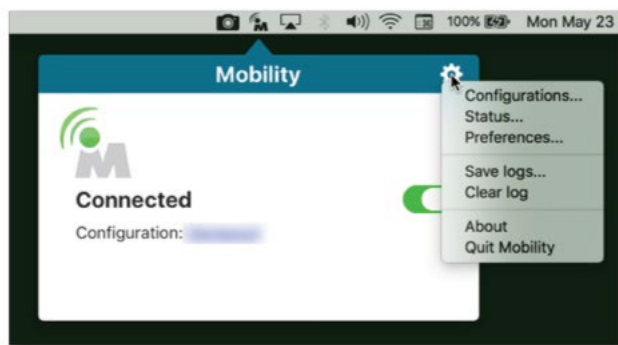 100% Mon May 23
Mobility
Configurations...
Status...
Preferences...
Save logs...
Clear log
About
Quit Mobility
M
Connected
Configuration: